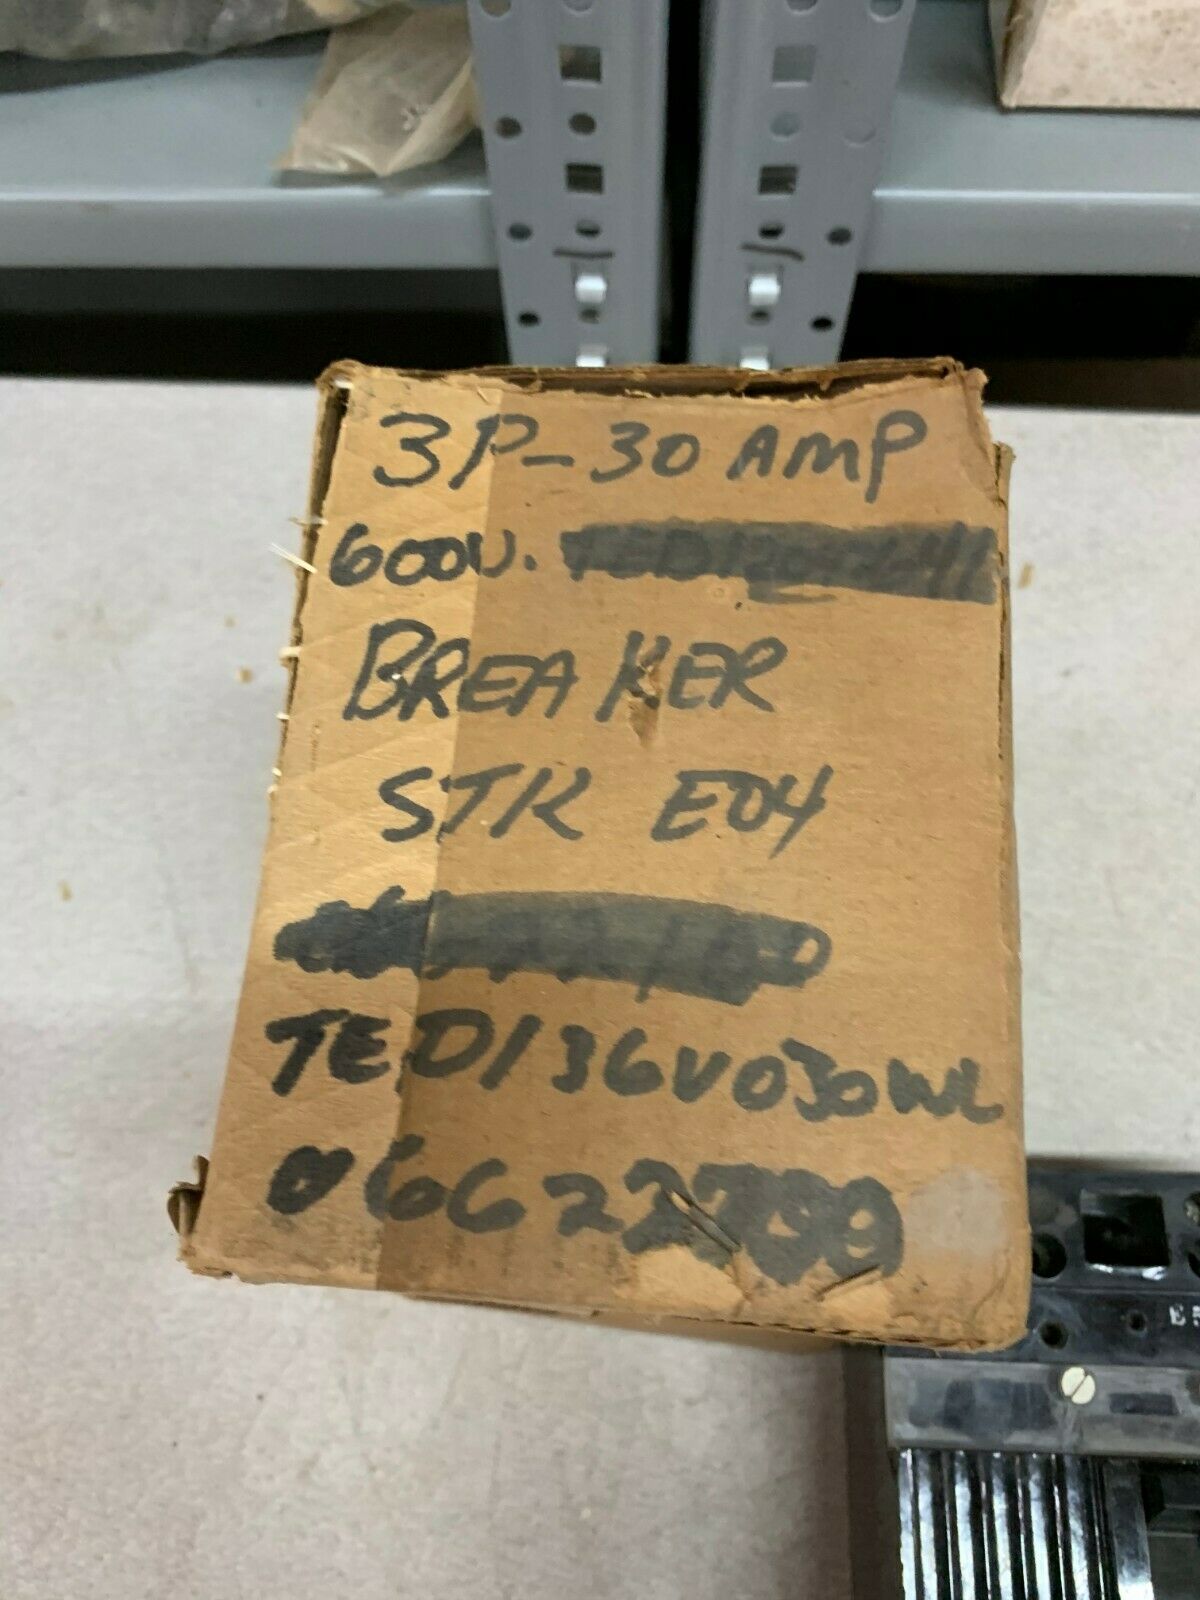 3P-30 AMP
600V.
BREAKER
STK E04
TED136V030WL